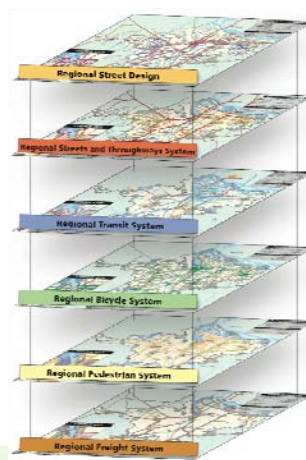 Regional Street Design
Regional Streets and Throughways System
Regional Transit System
Regional Bicycle System
Regional Pedestrian System
Regional Freight System